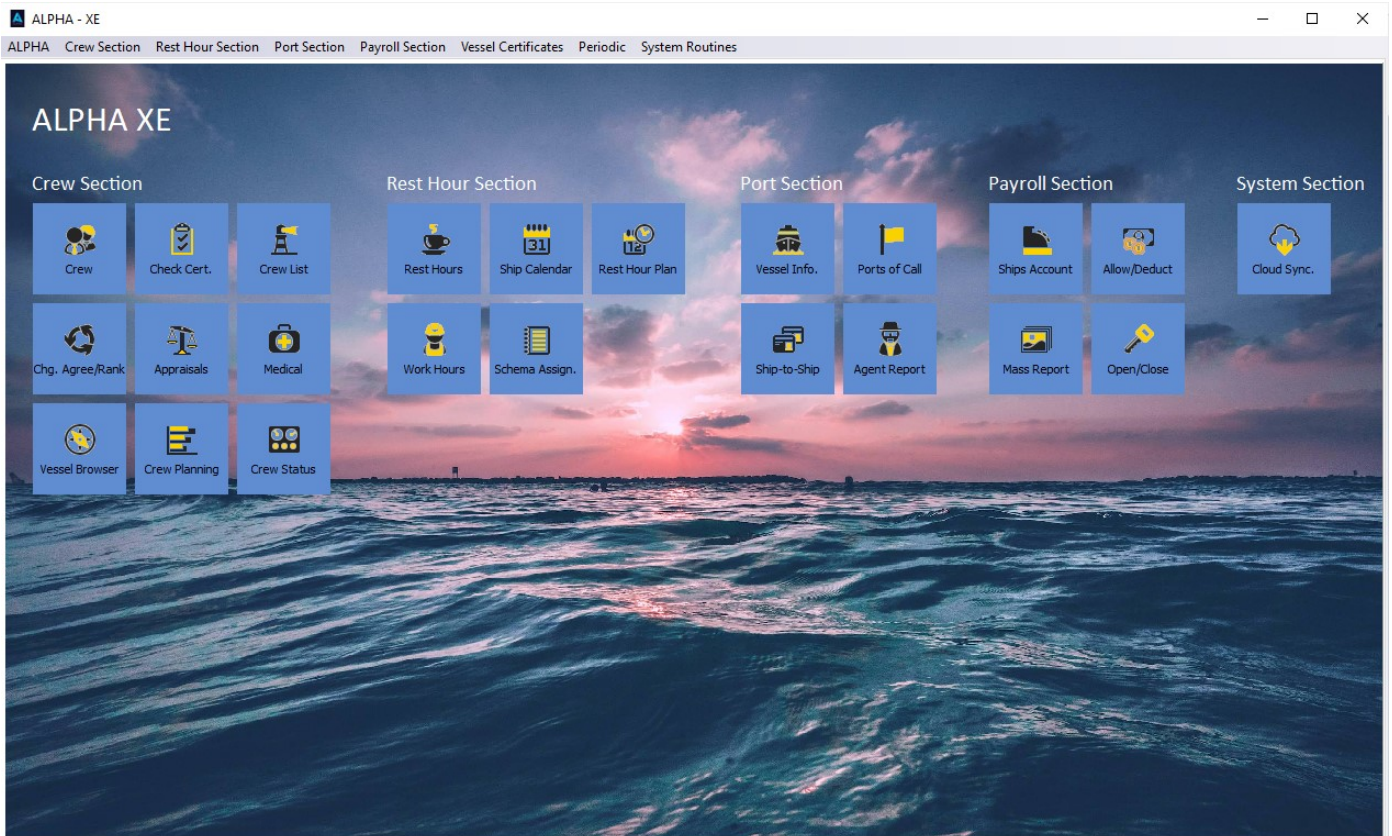 ALPHA - XE
ALPHA Crew Section Rest Hour Section Port Section Payroll Section Vessel Certificates Periodic System Routines
ALPHA XE
Crew Section
Crew Check Cert. Crew List
Chg. Agree/Rank Appraisals Medical
Vessel Browser Crew Planning Crew Status
Rest Hour Section
31 12
Rest Hours Ship Calendar Rest Hour Plan
Work Hours Schema Assign.
Port Section
Vessel Info. Ports of Call
Ship-to-Ship Agent Report
Payroll Section
Ships Account Allow/Deduct
Mass Report Open/Close
System Section
Cloud Sync.